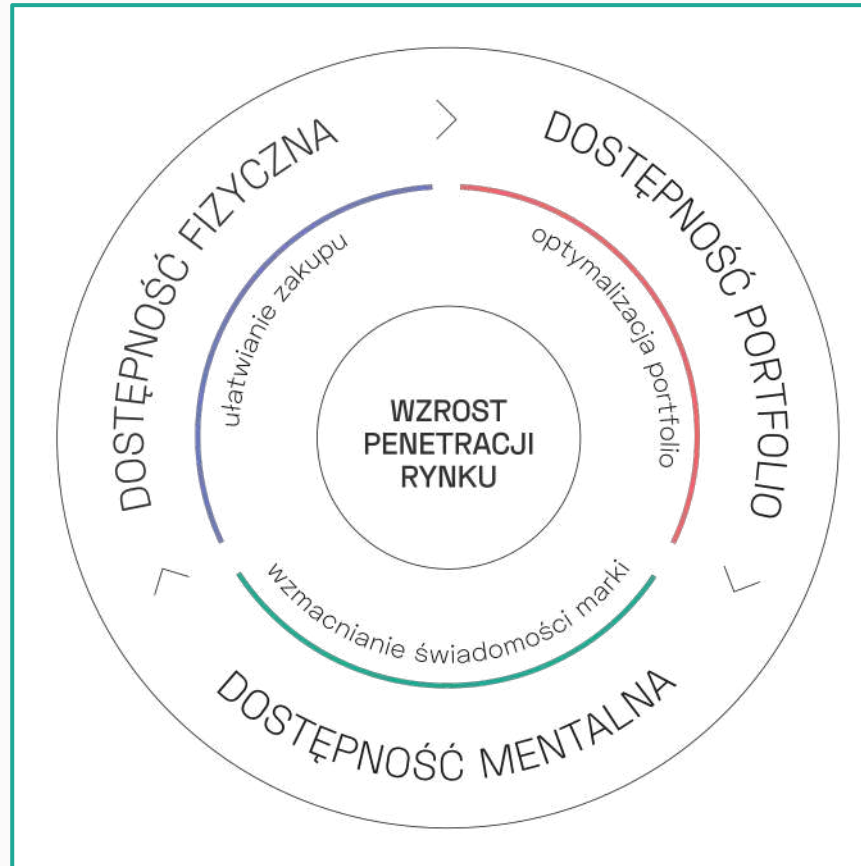 DOSTĘPNOŚĆ FIZYCZNA
DOSTĘPNOŚĆ PORTFOLIO
ułatwianie zakupu
optymalizacja portfolio
WZROST
PENETRACJI
RYNKU
wzmacnianie świadomości marki
DOSTĘPNOŚĆ MENTALNA